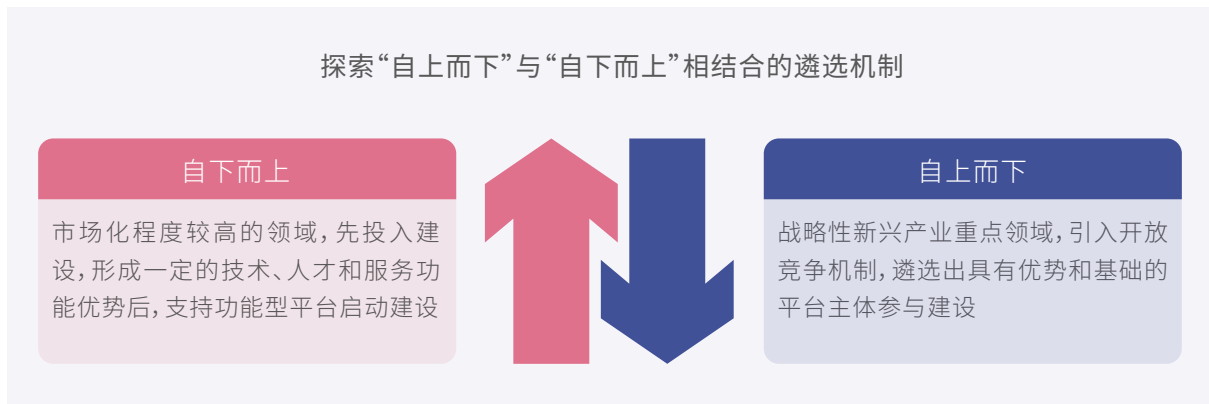 探索“自上而下”与“自下而上”相结合的遴选机制
自下而上
市场化程度较高的领域，先投入建
设，形成一定的技术、人才和服务功
能优势后，支持功能型平台启动建设
自上而下
战略性新兴产业重点领域，引入开放
竞争机制，遴选出具有优势和基础的
平台主体参与建设